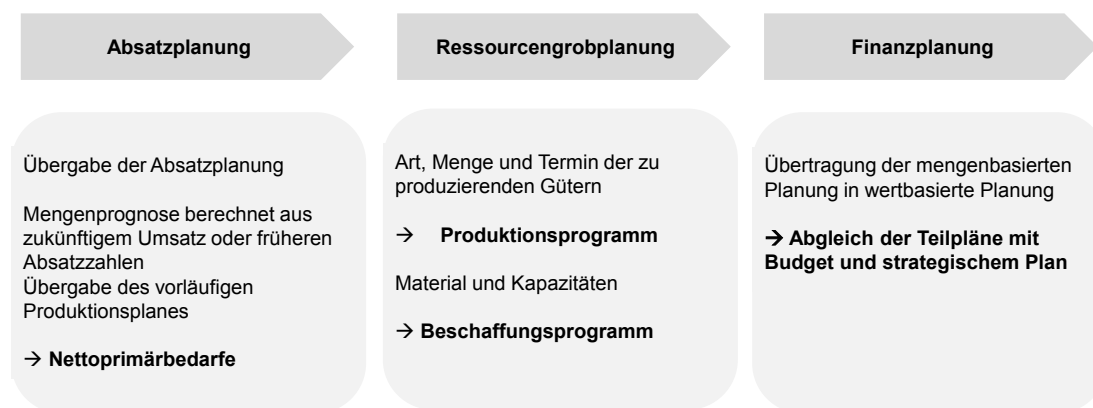 Absatzplanung
Ressourcengrobplanung
Finanzplanung
Übergabe der Absatzplanung
Mengenprognose berechnet aus
zukünftigem Umsatz oder früheren
Absatzzahlen
Übergabe des vorläufigen
Produktionsplanes
→ Nettoprimärbedarfe
Art, Menge und Termin der zu
produzierenden Gütern
→ Produktionsprogramm
Material und Kapazitäten
→ Beschaffungsprogramm
Übertragung der mengenbasierten
Planung in wertbasierte Planung
→ Abgleich der Teilpläne mit
Budget und strategischem Plan